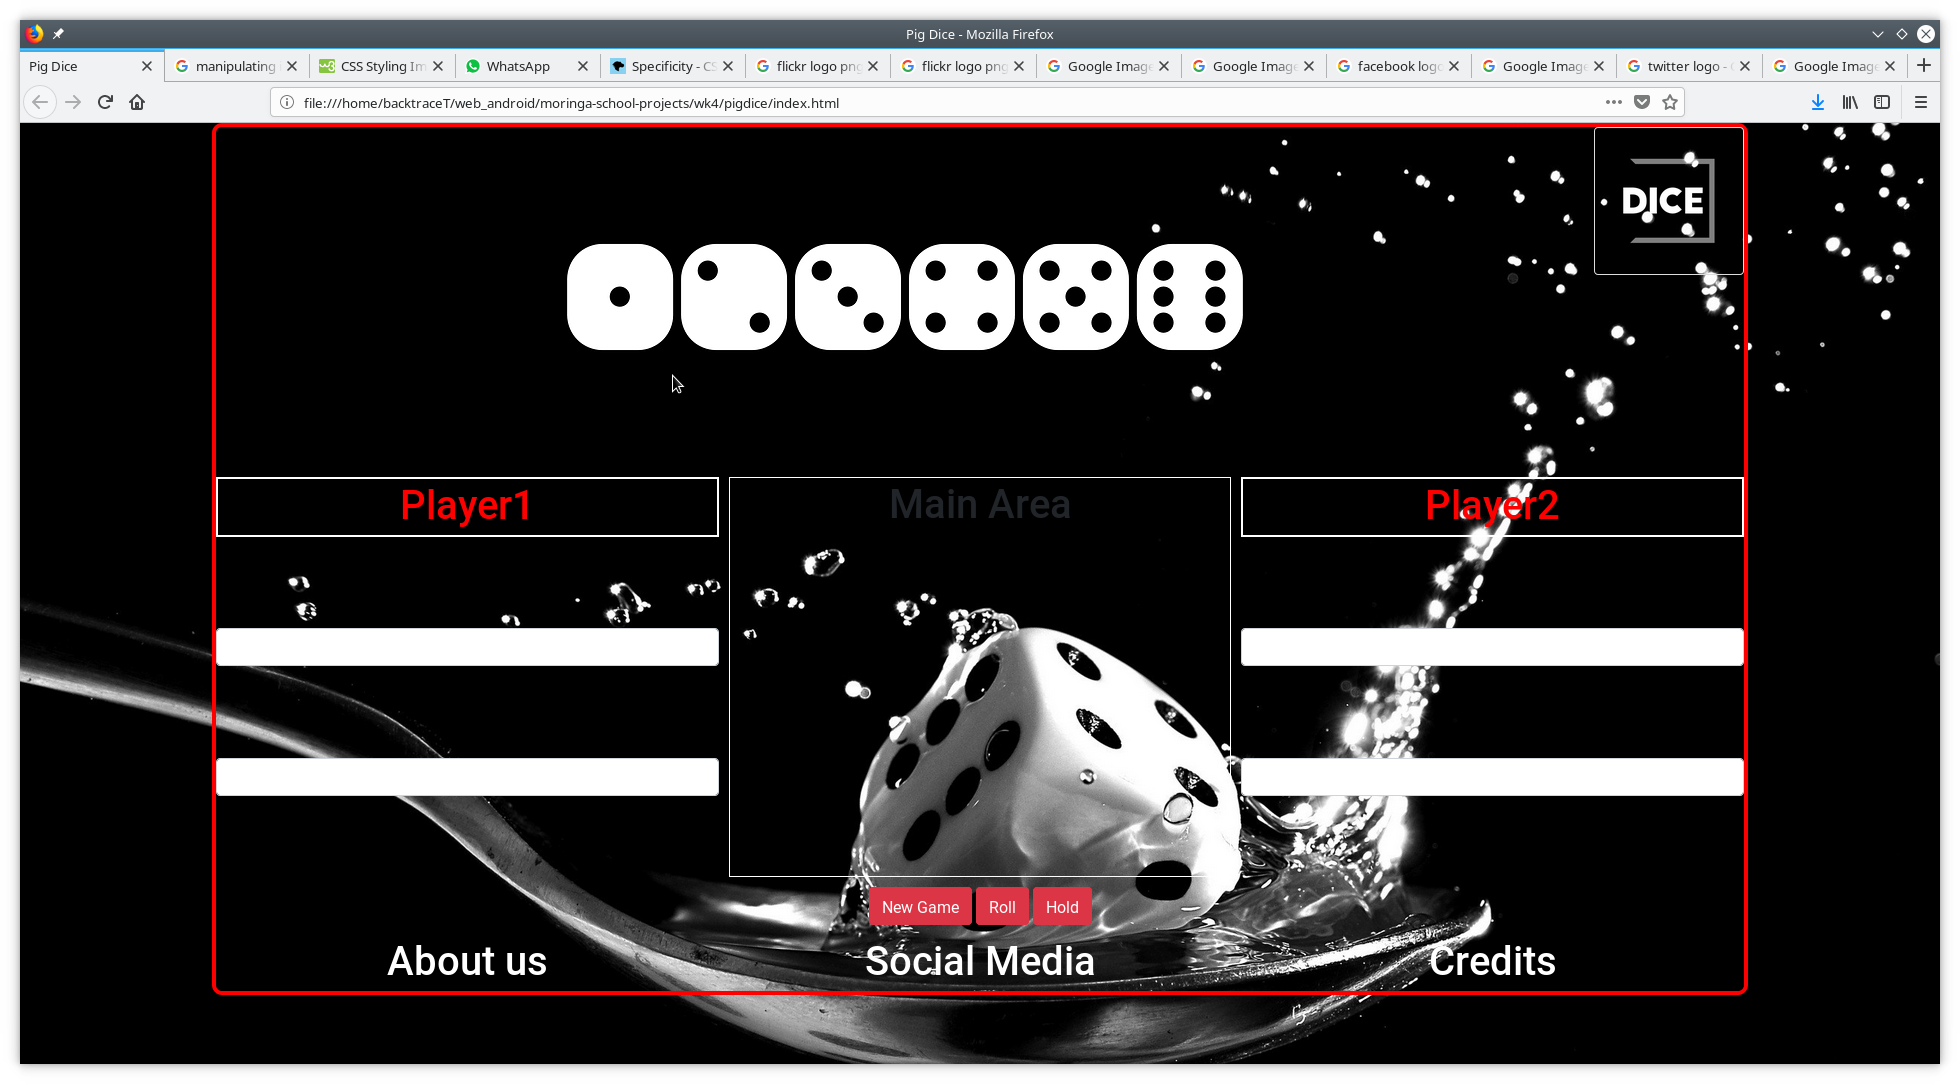 Pig Dice - Mozilla Firefox
Pig Dice
manipulating
CSS Styling Im
WhatsApp
Specificity - CS
flickr logo png
flickr logo png
Google Image
Google Image
facebook logo
Google Image
twitter logo -
Google Image
file:///home/backtraceT/web_android/moringa-school-projects/wk4/pigdice/index.html
DICE
Player1
Main Area
Player2
New Game
Roll
Hold
About us
Social Media
Credits